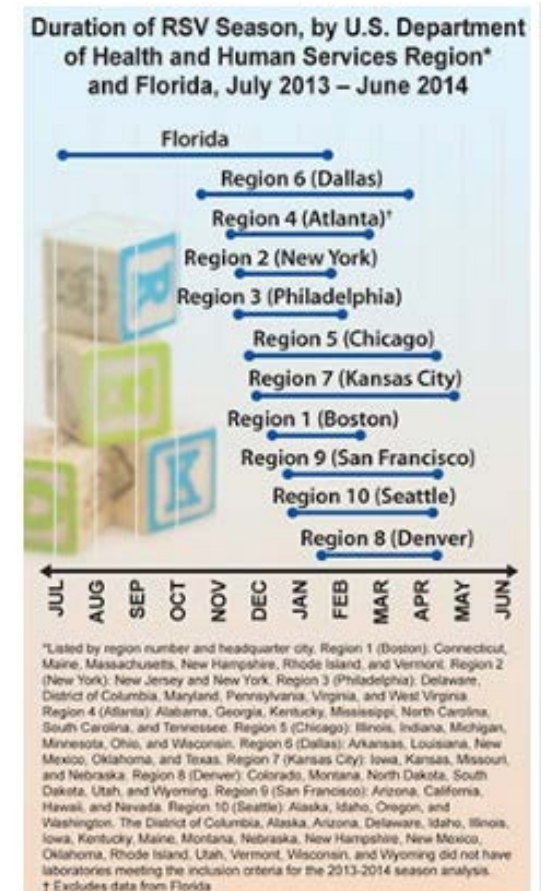 Duration of RSV Season, by U.S. Department
of Health and Human Services Region*
and Florida, July 2013 – June 2014
Florida
Region 6 (Dallas)
Region 4 (Atlanta)†
Region 2 (New York)
Region 3 (Philadelphia)
Region 5 (Chicago)
Region 7 (Kansas City)
Region 1 (Boston)
Region 9 (San Francisco)
Region 10 (Seattle)
Region 8 (Denver)
JUL AUG SEP OCT NOV DEC JAN FEB MAR APR MAY JUN
*Listed by region number and headquarter city. Region 1 (Boston): Connecticut,
Maine, Massachusetts, New Hampshire, Rhode Island, and Vermont. Region 2
(New York): New Jersey and New York. Region 3 (Philadelphia): Delaware,
District of Columbia, Maryland, Pennsylvania, Virginia, and West Virginia.
Region 4 (Atlanta): Alabama, Georgia, Kentucky, Mississippi, North Carolina,
South Carolina, and Tennessee. Region 5 (Chicago): Illinois, Indiana, Michigan,
Minnesota, Ohio, and Wisconsin. Region 6 (Dallas): Arkansas, Louisiana, New
Mexico, Oklahoma, and Texas. Region 7 (Kansas City): Iowa, Kansas, Missouri,
and Nebraska. Region 8 (Denver): Colorado, Montana, North Dakota, South
Dakota, Utah, and Wyoming. Region 9 (San Francisco): Arizona, California,
Hawaii, and Nevada. Region 10 (Seattle): Alaska, Idaho, Oregon, and
Washington. The District of Columbia, Alaska, Arizona, Delaware, Idaho, Illinois,
Iowa, Kentucky, Maine, Montana, Nebraska, New Hampshire, New Mexico,
Oklahoma, Rhode Island, Utah, Vermont, Wisconsin, and Wyoming did not have
laboratories meeting the inclusion criteria for the 2013-2014 season analysis.
† Excludes data from Florida
R
M